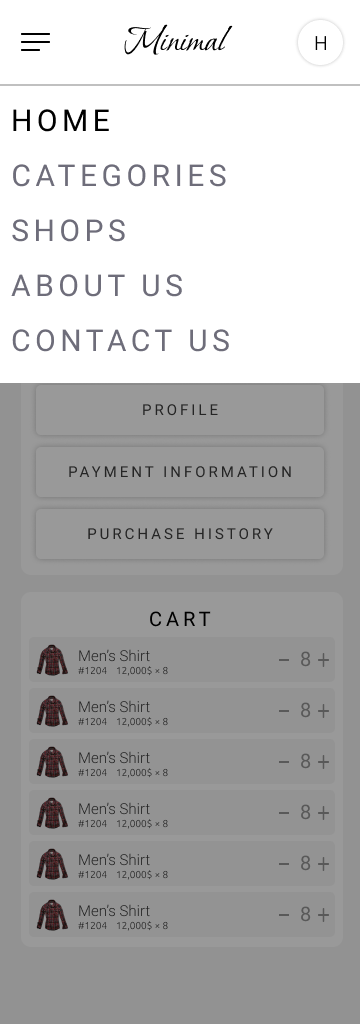 Minimal
H
HOME
CATEGORIES
SHOPS
ABOUT US
CONTACT US
PROFILE
PAYMENT INFORMATION
PURCHASE HISTORY
CART
Men's Shirt
#1204 12,000$ × 8
− 8 +
Men's Shirt
#1204 12,000$ × 8
− 8 +
Men's Shirt
#1204 12,000$ × 8
− 8 +
Men's Shirt
#1204 12,000$ × 8
− 8 +
Men's Shirt
#1204 12,000$ × 8
− 8 +
Men's Shirt
#1204 12,000$ × 8
− 8 +